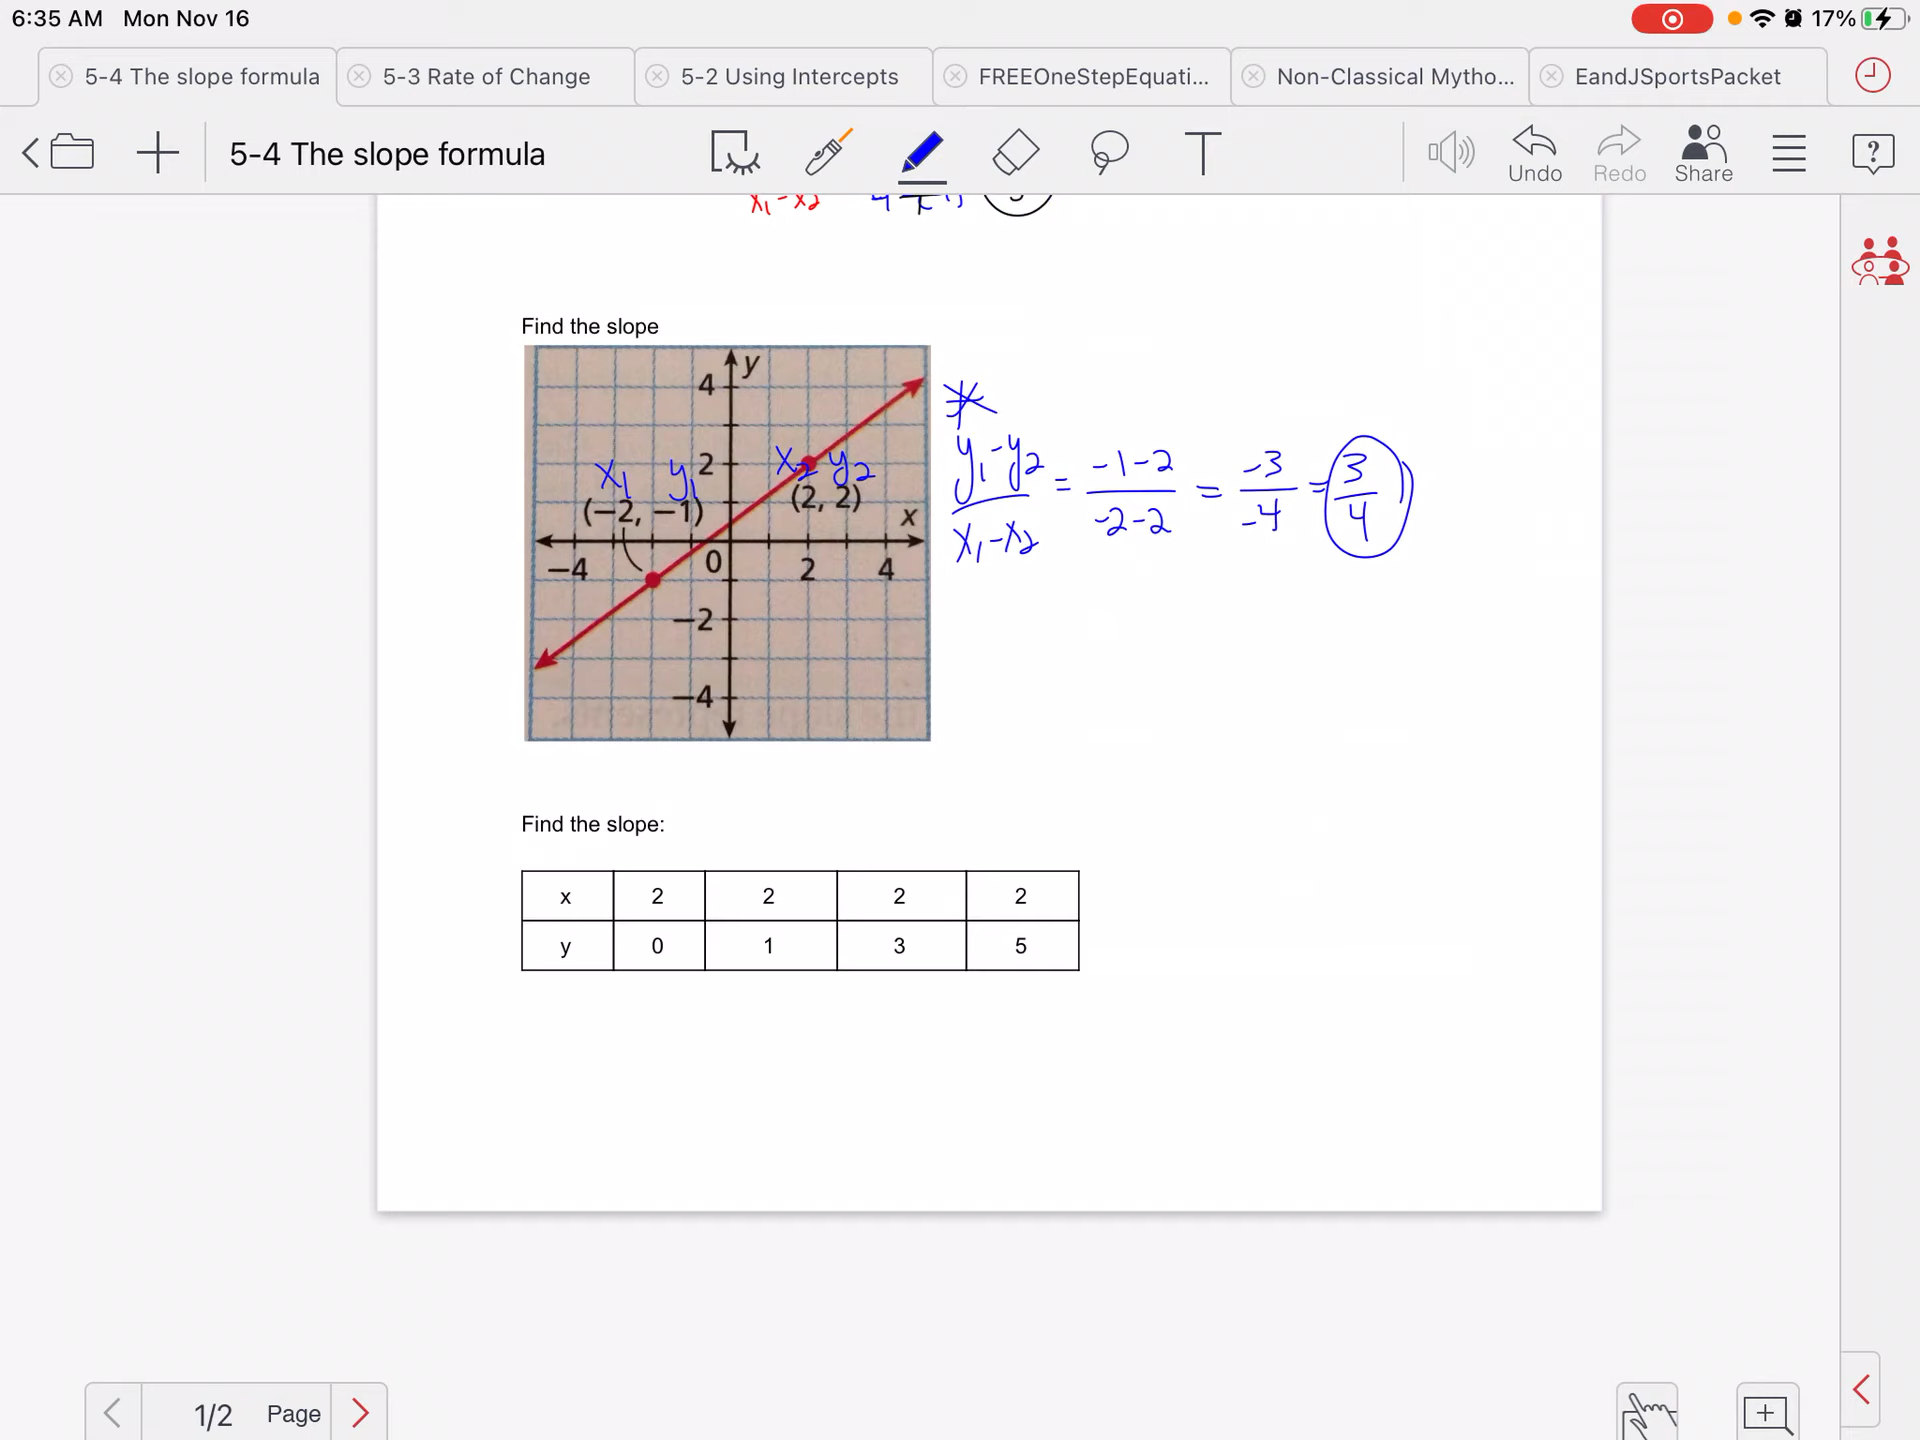 6:35 AM Mon Nov 16
17%
5-4 The slope formula
5-3 Rate of Change
5-2 Using Intercepts
FREEOneStepEquati...
Non-Classical Mytho...
EandJSportsPacket
5-4 The slope formula
T
Undo
Redo
Share
?
x₁-x₂
Find the slope
y
4
2
x₁ y₁
(−2, −1)
x₂ y₂
(2, 2)
x
−4 0 2 4
−2
−4
*
y₁-y₂ / x₁-x₂ = -1-2 / -2-2 = -3 / -4 = 3 / 4
Find the slope:
x 2 2 2 2
y 0 1 3 5
1/2 Page